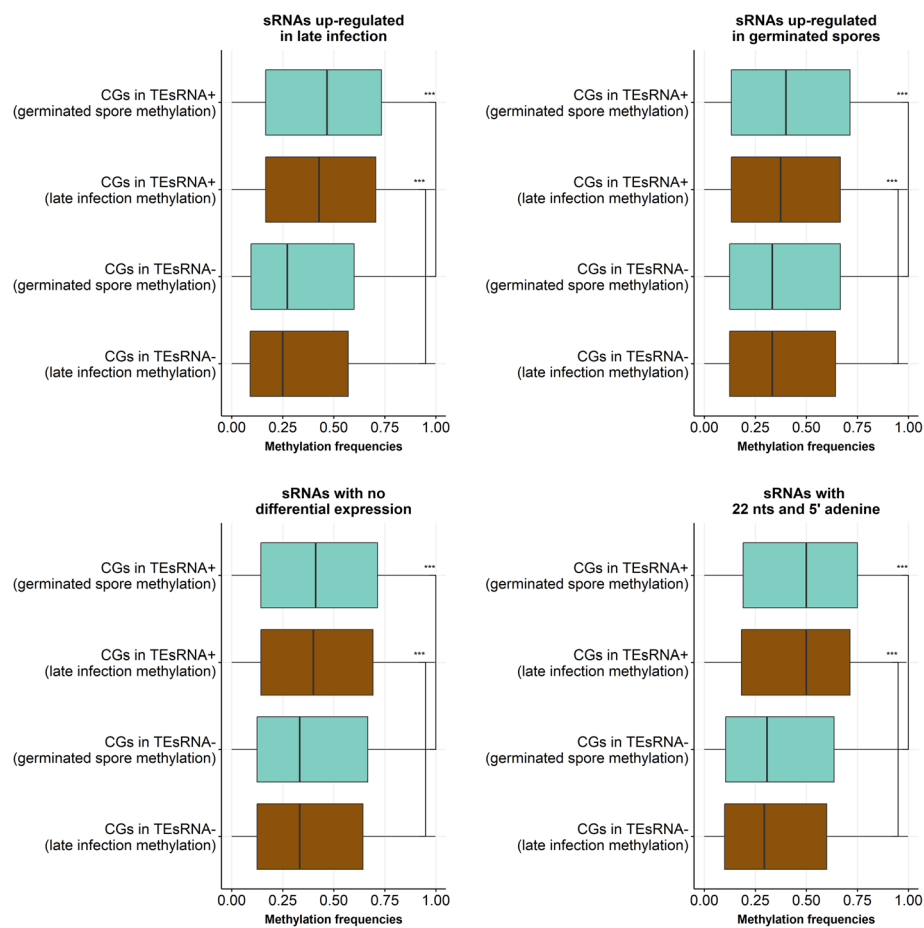 sRNAs up-regulated
in late infection
CGs in TEsRNA+
(germinated spore methylation)
***
CGs in TEsRNA+
(late infection methylation)
***
CGs in TEsRNA-
(germinated spore methylation)
CGs in TEsRNA-
(late infection methylation)
0.00 0.25 0.50 0.75 1.00
Methylation frequencies
sRNAs up-regulated
in germinated spores
CGs in TEsRNA+
(germinated spore methylation)
***
CGs in TEsRNA+
(late infection methylation)
***
CGs in TEsRNA-
(germinated spore methylation)
CGs in TEsRNA-
(late infection methylation)
0.00 0.25 0.50 0.75 1.00
Methylation frequencies
sRNAs with no
differential expression
CGs in TEsRNA+
(germinated spore methylation)
***
CGs in TEsRNA+
(late infection methylation)
***
CGs in TEsRNA-
(germinated spore methylation)
CGs in TEsRNA-
(late infection methylation)
0.00 0.25 0.50 0.75 1.00
Methylation frequencies
sRNAs with
22 nts and 5' adenine
CGs in TEsRNA+
(germinated spore methylation)
***
CGs in TEsRNA+
(late infection methylation)
***
CGs in TEsRNA-
(germinated spore methylation)
CGs in TEsRNA-
(late infection methylation)
0.00 0.25 0.50 0.75 1.00
Methylation frequencies